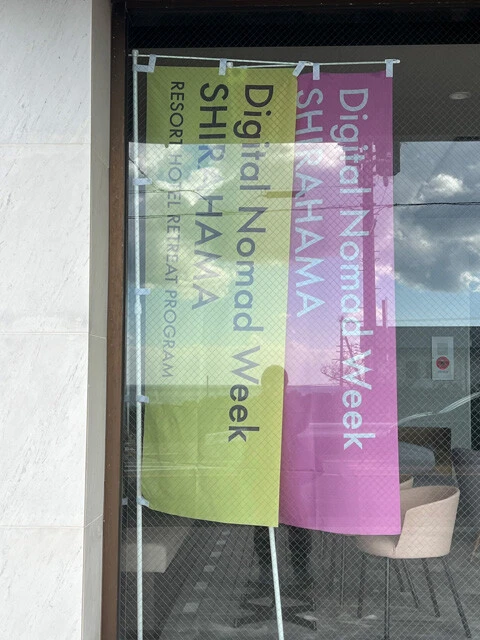 Digital Nomad Week
SHIRAHAMA
RESORT HOTEL RETREAT PROGRAM
Digital Nomad Week
SHIRAHAMA